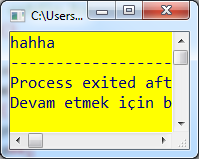 C:\Users...
hahha
--------------------
Process exited aft
Devam etmek için b